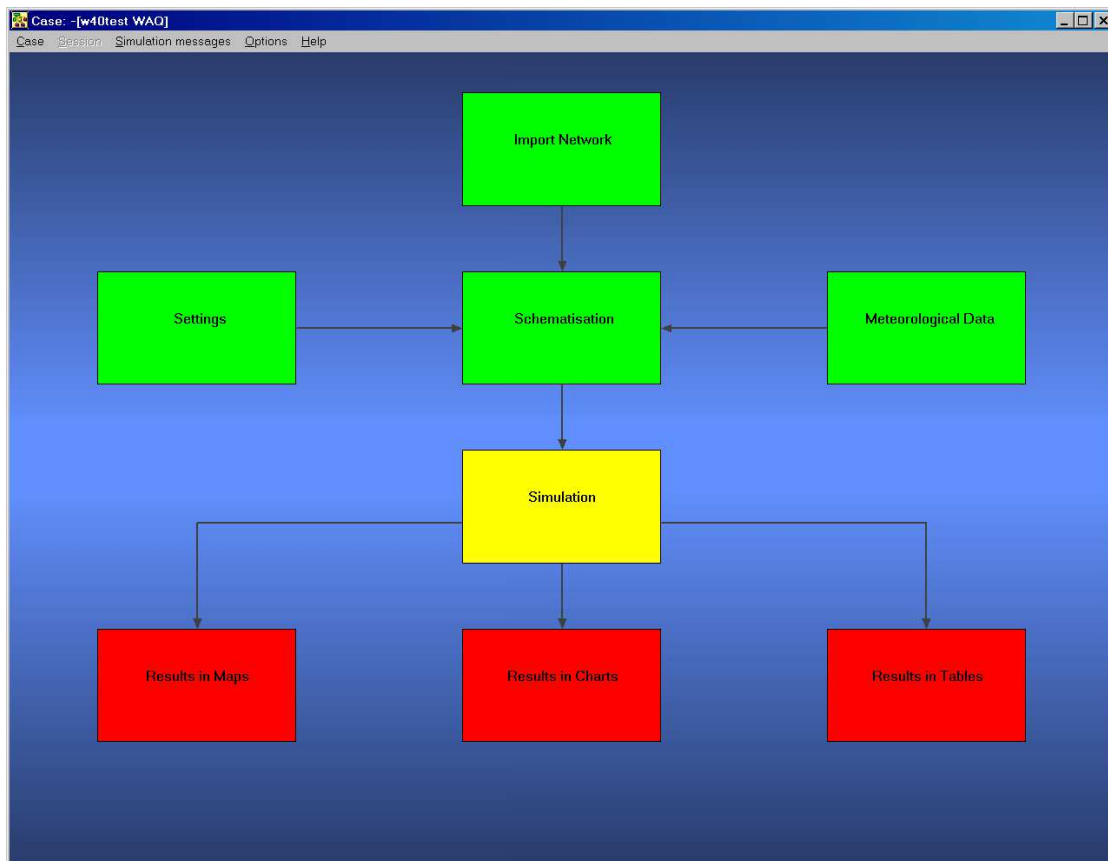 Case: -[w40test WAQ]
Case Session Simulation messages Options Help
Import Network
Settings Schematisation Meteorological Data
Simulation
Results in Maps Results in Charts Results in Tables